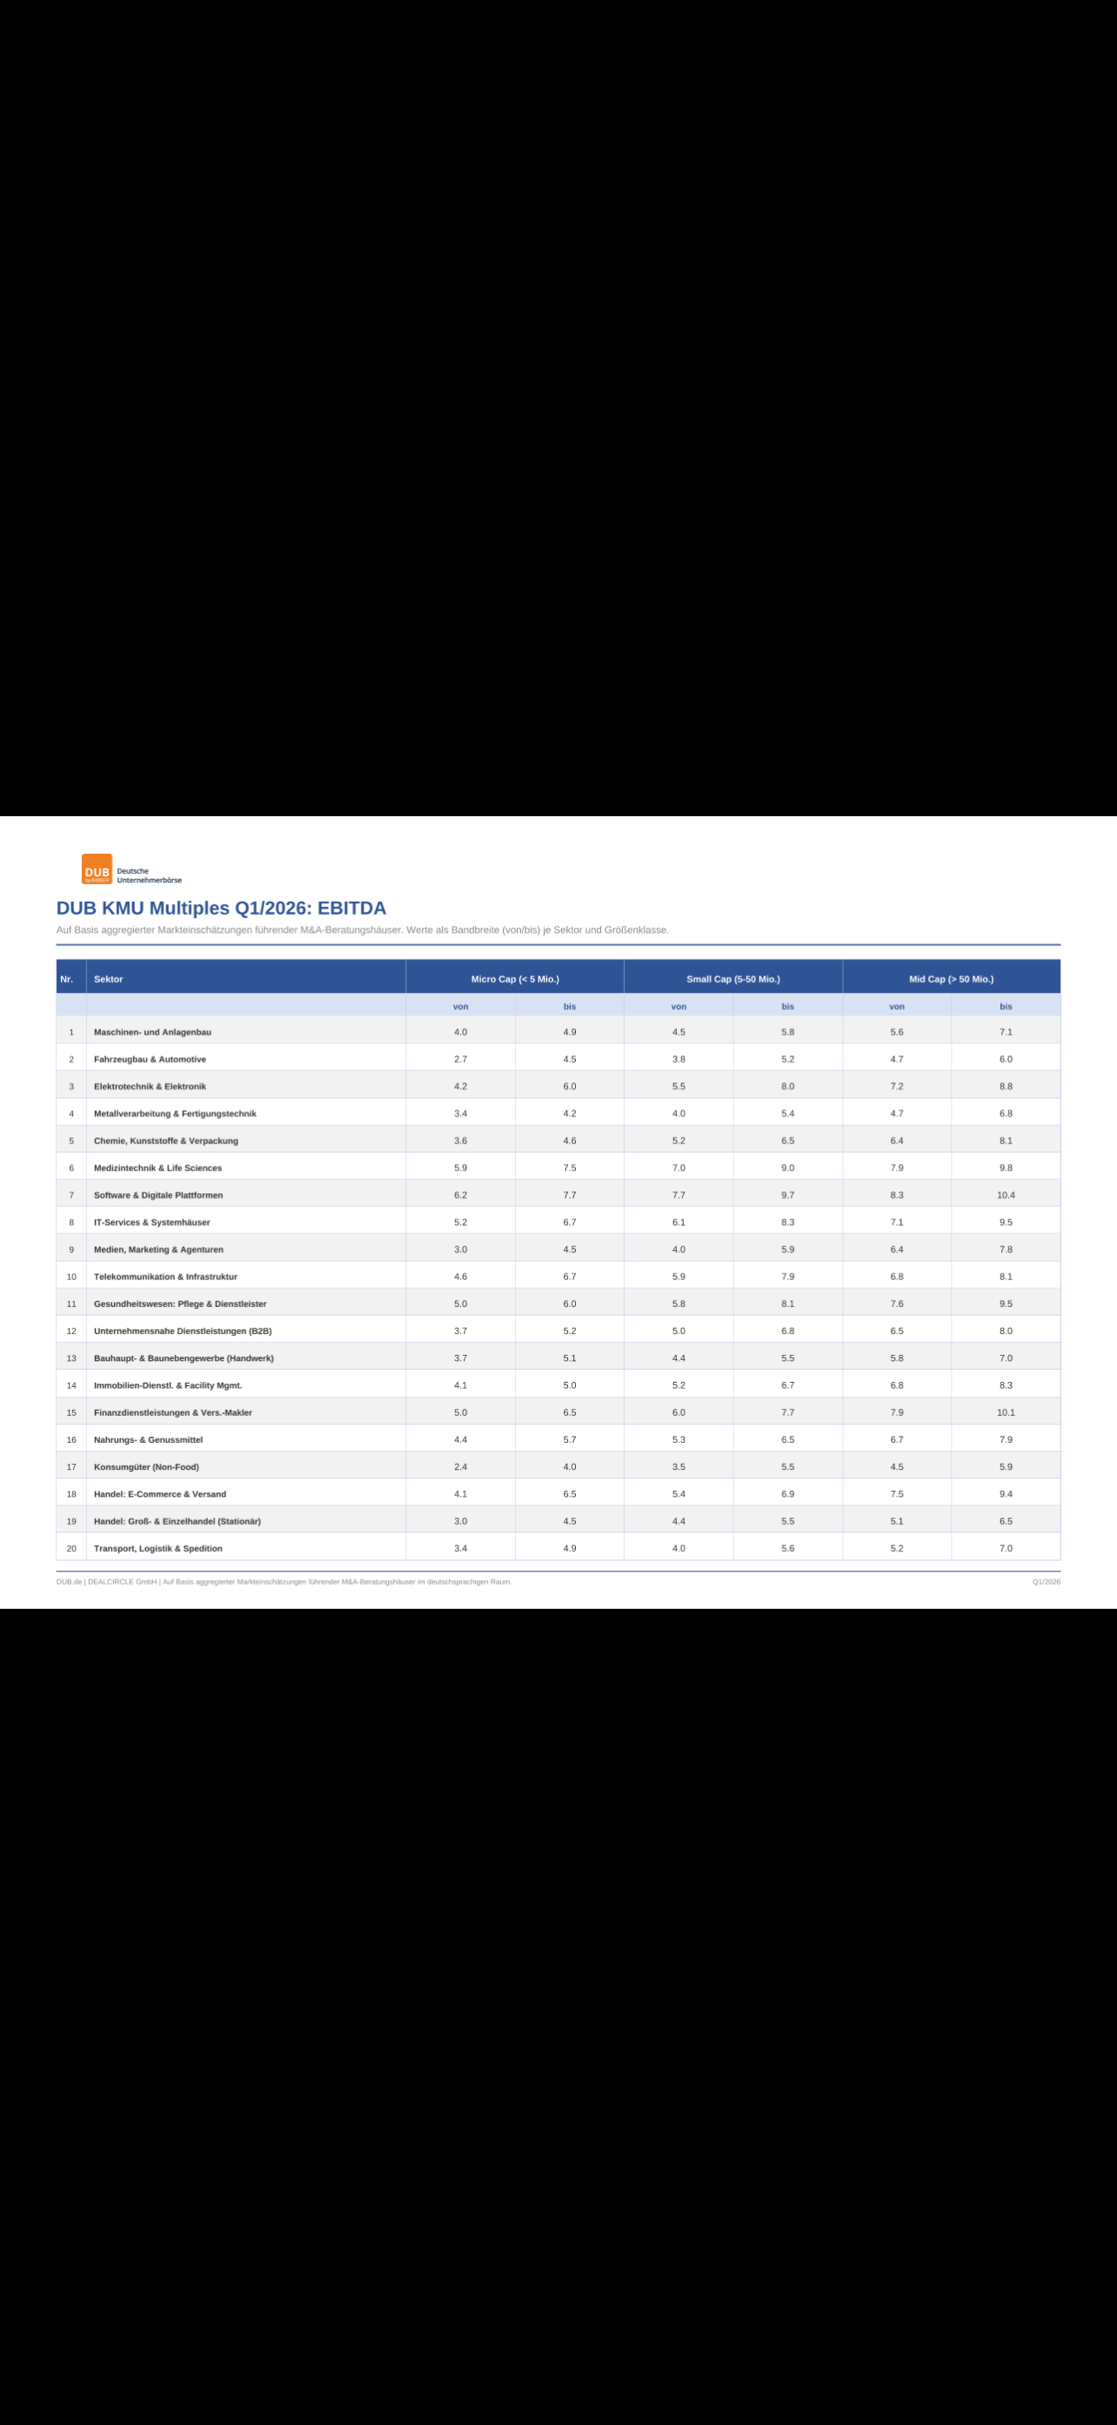 DUB
Deutsche
Unternehmerbörse
DUB KMU Multiples Q1/2026: EBITDA
Auf Basis aggregierter Markteinschätzungen führender M&A-Beratungshäuser. Werte als Bandbreite (von/bis) je Sektor und Größenklasse.
Nr. Sektor Micro Cap (< 5 Mio.) Small Cap (5-50 Mio.) Mid Cap (> 50 Mio.)
von bis von bis von bis
1 Maschinen- und Anlagenbau 4.0 4.9 4.5 5.8 5.6 7.1
2 Fahrzeugbau & Automotive 2.7 4.5 3.8 5.2 4.7 6.0
3 Elektrotechnik & Elektronik 4.2 6.0 5.5 8.0 7.2 8.8
4 Metallverarbeitung & Fertigungstechnik 3.4 4.2 4.0 5.4 4.7 6.8
5 Chemie, Kunststoffe & Verpackung 3.6 4.6 5.2 6.5 6.4 8.1
6 Medizintechnik & Life Sciences 5.9 7.5 7.0 9.0 7.9 9.8
7 Software & Digitale Plattformen 6.2 7.7 7.7 9.7 8.3 10.4
8 IT-Services & Systemhäuser 5.2 6.7 6.1 8.3 7.1 9.5
9 Medien, Marketing & Agenturen 3.0 4.5 4.0 5.9 6.4 7.8
10 Telekommunikation & Infrastruktur 4.6 6.7 5.9 7.9 6.8 8.1
11 Gesundheitswesen: Pflege & Dienstleister 5.0 6.0 5.8 8.1 7.6 9.5
12 Unternehmensnahe Dienstleistungen (B2B) 3.7 5.2 5.0 6.8 6.5 8.0
13 Bauhaupt- & Baunebengewerbe (Handwerk) 3.7 5.1 4.4 5.5 5.8 7.0
14 Immobilien-Dienstl. & Facility Mgmt. 4.1 5.0 5.2 6.7 6.8 8.3
15 Finanzdienstleistungen & Vers.-Makler 5.0 6.5 6.0 7.7 7.9 10.1
16 Nahrungs- & Genussmittel 4.4 5.7 5.3 6.5 6.7 7.9
17 Konsumgüter (Non-Food) 2.4 4.0 3.5 5.5 4.5 5.9
18 Handel: E-Commerce & Versand 4.1 6.5 5.4 6.9 7.5 9.4
19 Handel: Groß- & Einzelhandel (Stationär) 3.0 4.5 4.4 5.5 5.1 6.5
20 Transport, Logistik & Spedition 3.4 4.9 4.0 5.6 5.2 7.0
DUB.de | DEALCIRCLE GmbH | Auf Basis aggregierter Markteinschätzungen führender M&A-Beratungshäuser im deutschsprachigen Raum. Q1/2026